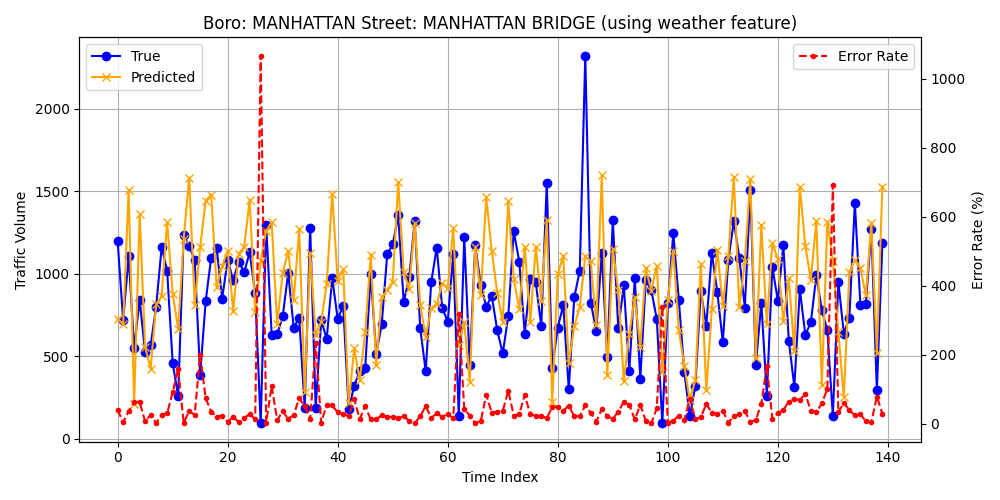 Boro: MANHATTAN Street: MANHATTAN BRIDGE (using weather feature)
True
Predicted
Error Rate
Traffic Volume
2000
1500
1000
500
0
1000
800
600
400
200
0
Error Rate (%)
0 20 40 60 80 100 120 140
Time Index